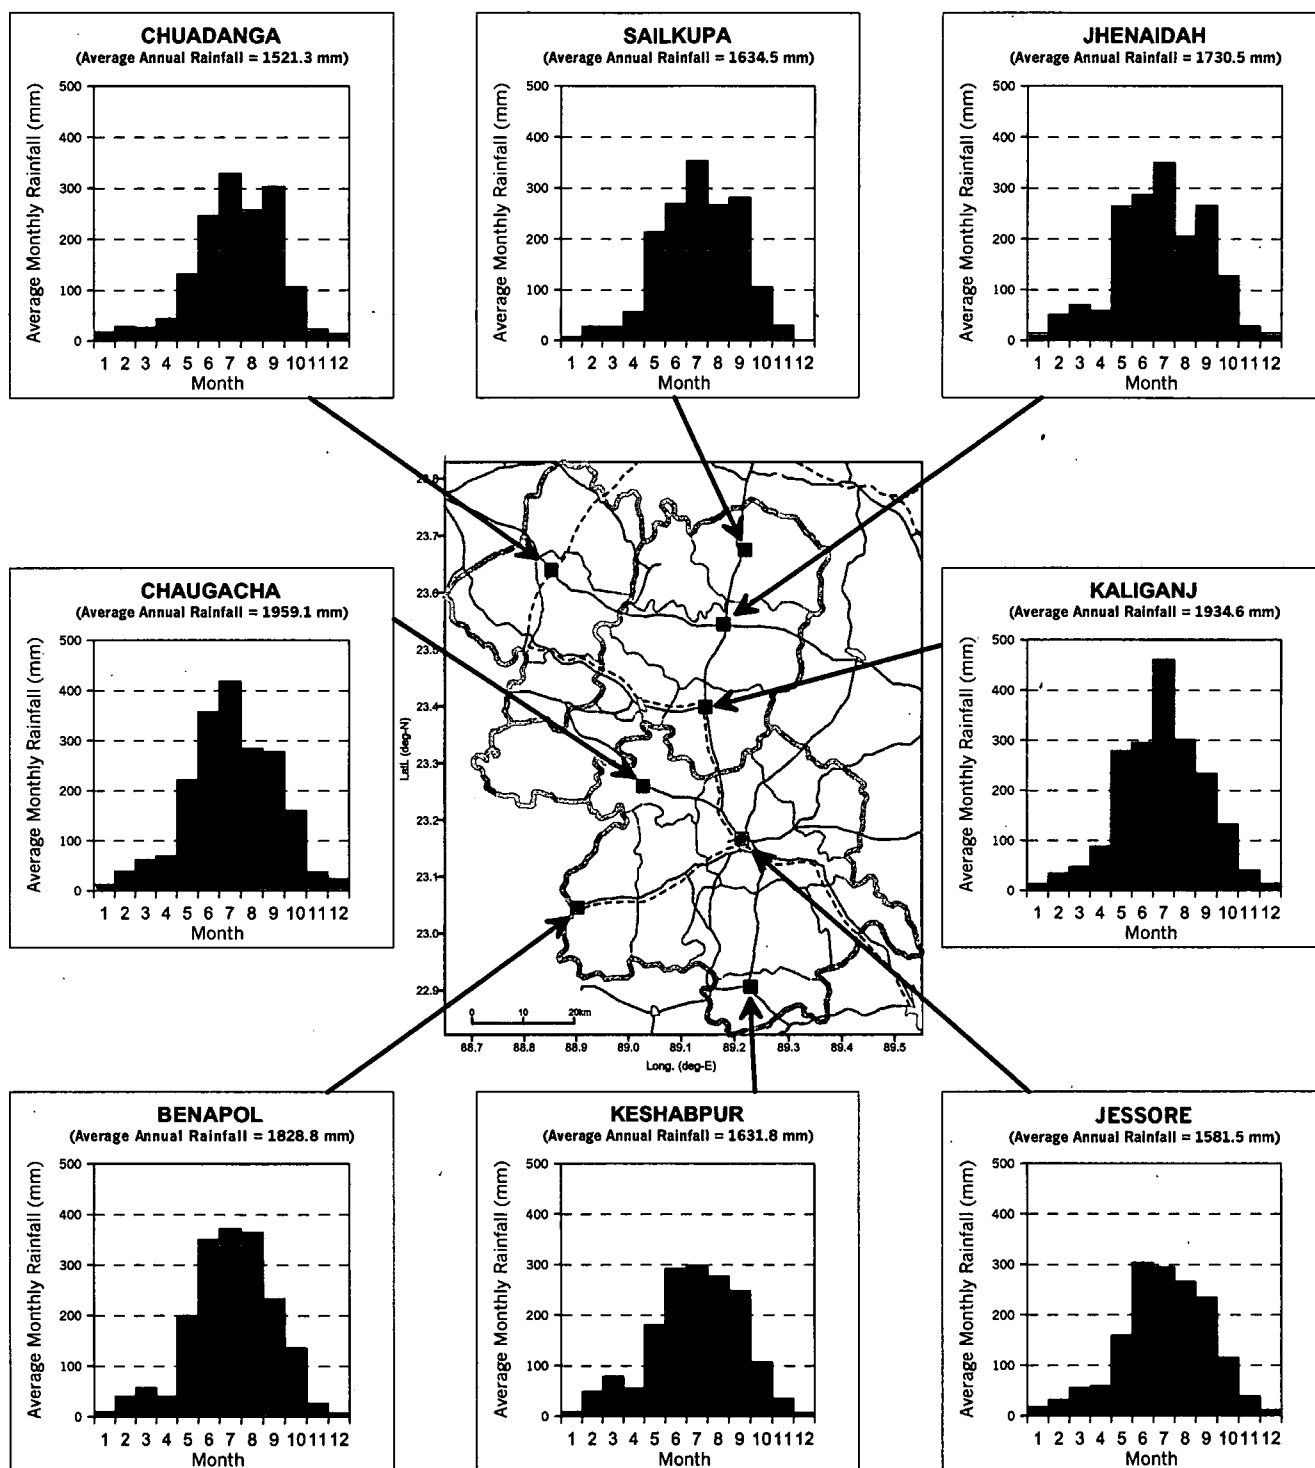 CHUADANGA
(Average Annual Rainfall = 1521.3 mm)
Average Monthly Rainfall (mm)
500
400
300
200
100
0
1 2 3 4 5 6 7 8 9 10 11 12
Month
SAILKUPA
(Average Annual Rainfall = 1634.5 mm)
Average Monthly Rainfall (mm)
500
400
300
200
100
0
1 2 3 4 5 6 7 8 9 10 11 12
Month
JHENAIDAH
(Average Annual Rainfall = 1730.5 mm)
Average Monthly Rainfall (mm)
500
400
300
200
100
0
1 2 3 4 5 6 7 8 9 10 11 12
Month
CHAUGACHA
(Average Annual Rainfall = 1959.1 mm)
Average Monthly Rainfall (mm)
500
400
300
200
100
0
1 2 3 4 5 6 7 8 9 10 11 12
Month
Lati. (deg-N)
23.7
23.6
23.5
23.4
23.3
23.2
23.1
23.0
22.9
0 10 20km
88.7 88.8 88.9 89.0 89.1 89.2 89.3 89.4 89.5
Long. (deg-E)
KALIGANJ
(Average Annual Rainfall = 1934.6 mm)
Average Monthly Rainfall (mm)
500
400
300
200
100
0
1 2 3 4 5 6 7 8 9 10 11 12
Month
BENAPOL
(Average Annual Rainfall = 1828.8 mm)
Average Monthly Rainfall (mm)
500
400
300
200
100
0
1 2 3 4 5 6 7 8 9 10 11 12
Month
KESHABPUR
(Average Annual Rainfall = 1631.8 mm)
Average Monthly Rainfall (mm)
500
400
300
200
100
0
1 2 3 4 5 6 7 8 9 10 11 12
Month
JESSORE
(Average Annual Rainfall = 1581.5 mm)
Average Monthly Rainfall (mm)
500
400
300
200
100
0
1 2 3 4 5 6 7 8 9 10 11 12
Month